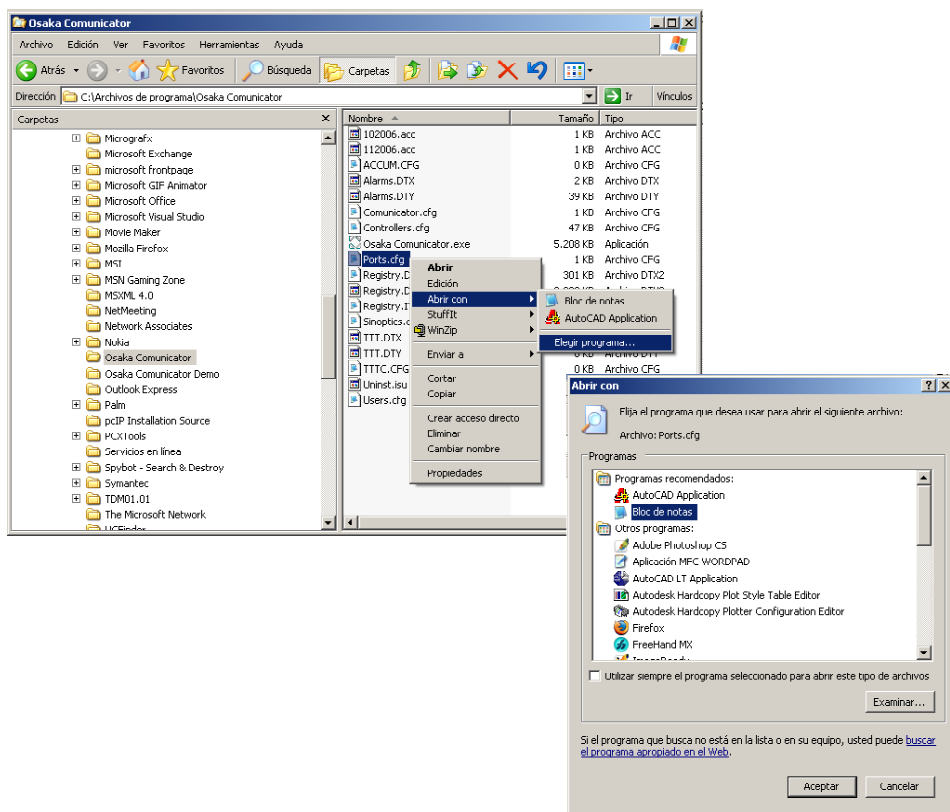 Osaka Comunicator
Archivo Edición Ver Favoritos Herramientas Ayuda
Atrás Favoritos Búsqueda Carpetas
Dirección C:\Archivos de programa\Osaka Comunicator Ir Vínculos
Carpetas
Micrografx
Microsoft Exchange
microsoft frontpage
Microsoft GIF Animator
Microsoft Office
Microsoft Visual Studio
Movie Maker
Mozilla Firefox
MSI
MSN Gaming Zone
MSXML 4.0
NetMeeting
Network Associates
Nokia
Osaka Comunicator
Osaka Comunicator Demo
Outlook Express
Palm
pcIP Installation Source
PCXTools
Servicios en línea
Spybot - Search & Destroy
Symantec
TDM01.01
The Microsoft Network
Nombre Tamaño Tipo
102006.acc 1 KB Archivo ACC
112006.acc 1 KB Archivo ACC
ACCUM.CFG 0 KB Archivo CFG
Alarms.DTX 2 KB Archivo DTX
Alarms.DTY 39 KB Archivo DTY
Comunicator.cfg 1 KB Archivo CFG
Controllers.cfg 47 KB Archivo CFG
Osaka Comunicator.exe 5.208 KB Aplicación
Ports.cfg 1 KB Archivo CFG
Registry.D 301 KB Archivo DTX2
Registry.D
Registry.I
Sinoptics.c
TTT.DTX
TTT.DTY 0 KB Archivo DTY
TTTC.CFG 0 KB Archivo CFG
Uninst.isu
Users.cfg
Abrir
Edición
Abrir con
StuffIt
WinZip
Enviar a
Cortar
Copiar
Crear acceso directo
Eliminar
Cambiar nombre
Propiedades
Bloc de notas
AutoCAD Application
Elegir programa...
Abrir con
Elija el programa que desea usar para abrir el siguiente archivo:
Archivo: Ports.cfg
Programas
Programas recomendados:
AutoCAD Application
Bloc de notas
Otros programas:
Adobe Photoshop CS
Aplicación MFC WORDPAD
AutoCAD LT Application
Autodesk Hardcopy Plot Style Table Editor
Autodesk Hardcopy Plotter Configuration Editor
Firefox
FreeHand MX
ImageReady
Utilizar siempre el programa seleccionado para abrir este tipo de archivos
Examinar...
Si el programa que busca no está en la lista o en su equipo, usted puede buscar
el programa apropiado en el Web.
Aceptar Cancelar